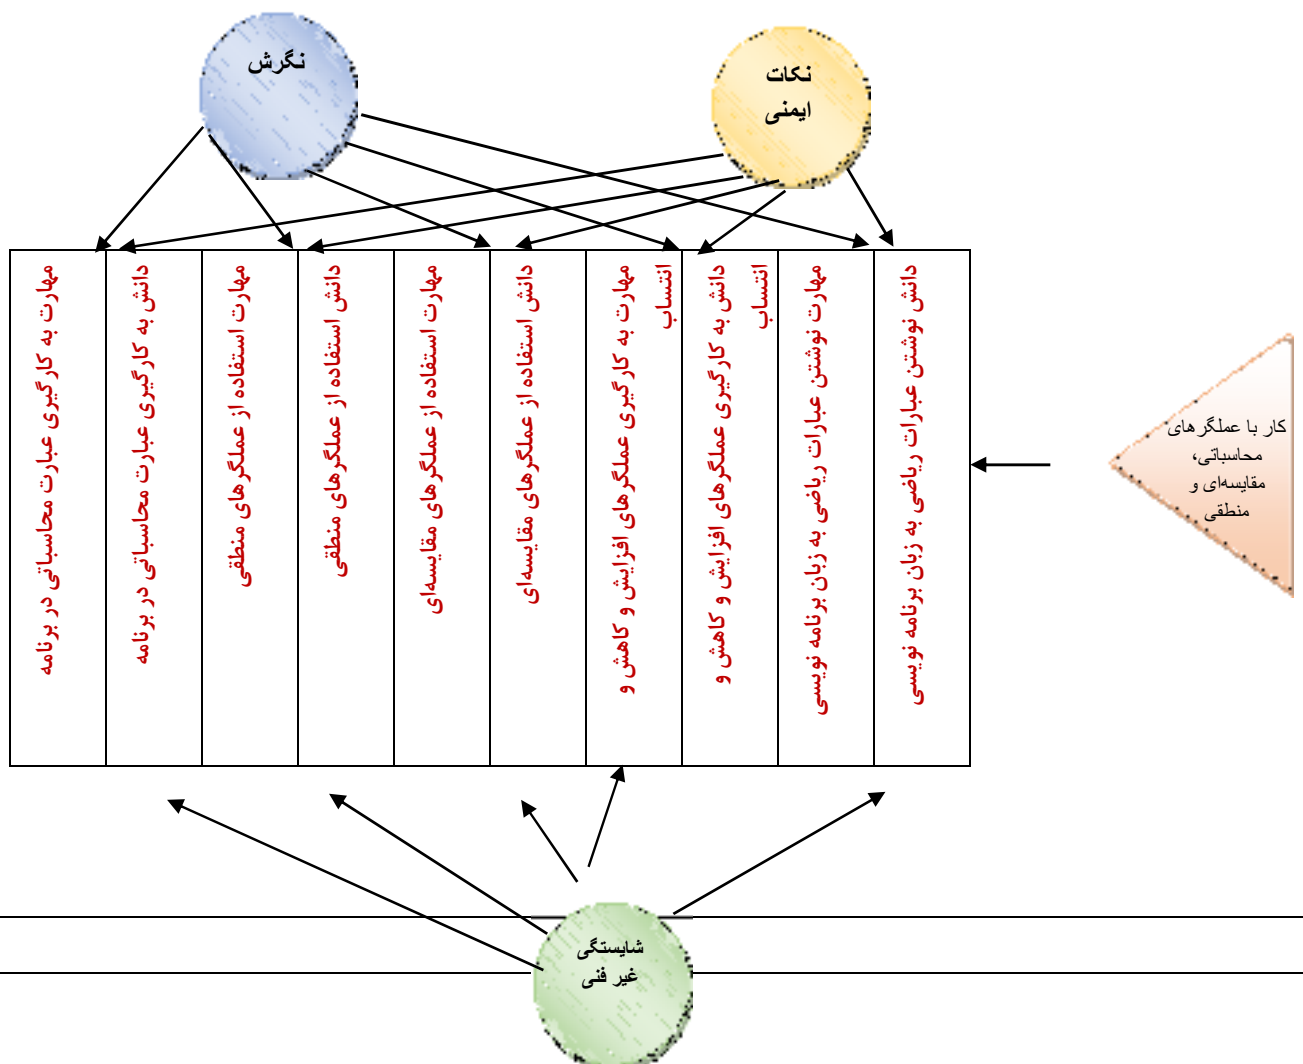 نگرش
نکات
ایمنی
دانش نوشتن عبارات ریاضی به زبان برنامه نویسی
مهارت نوشتن عبارات ریاضی به زبان برنامه نویسی
دانش به کارگیری عملگرهای افزایش و کاهش و
انتساب
مهارت به کارگیری عملگرهای افزایش و کاهش و
انتساب
دانش استفاده از عملگرهای مقایسه‌ای
مهارت استفاده از عملگرهای مقایسه‌ای
دانش استفاده از عملگرهای منطقی
مهارت استفاده از عملگرهای منطقی
دانش به کارگیری عبارت محاسباتی در برنامه
مهارت به کارگیری عبارت محاسباتی در برنامه
کار با عملگرهای
محاسباتی،
مقایسه‌ای و
منطقی
شایستگی
غیر فنی